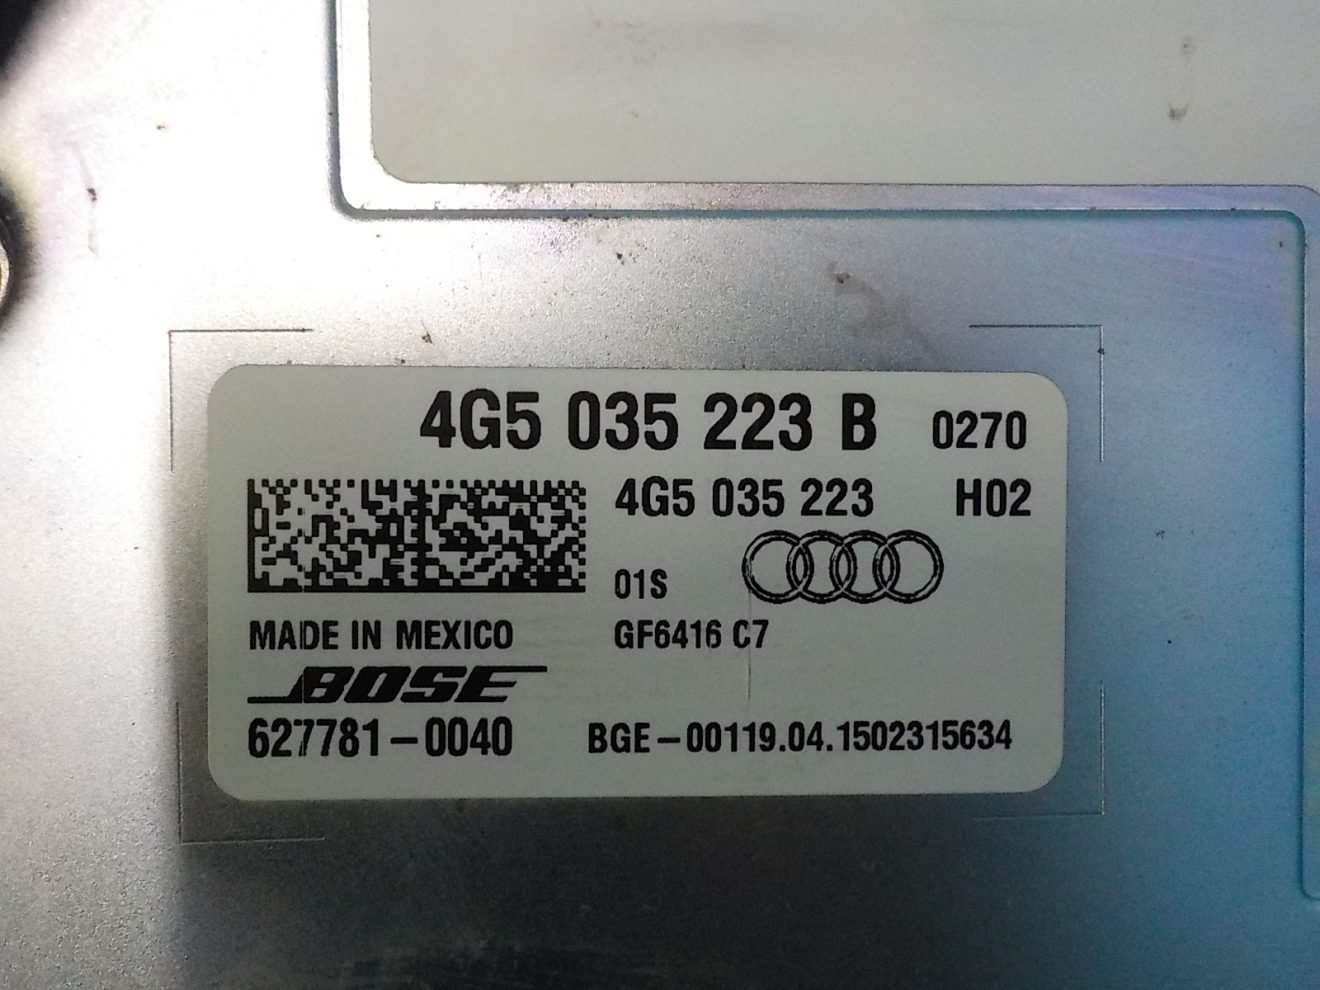 4G5 035 223 B 0270
4G5 035 223 H02
01S
MADE IN MEXICO GF6416 C7
BOSE
627781-0040 BGE-00119.04.1502315634